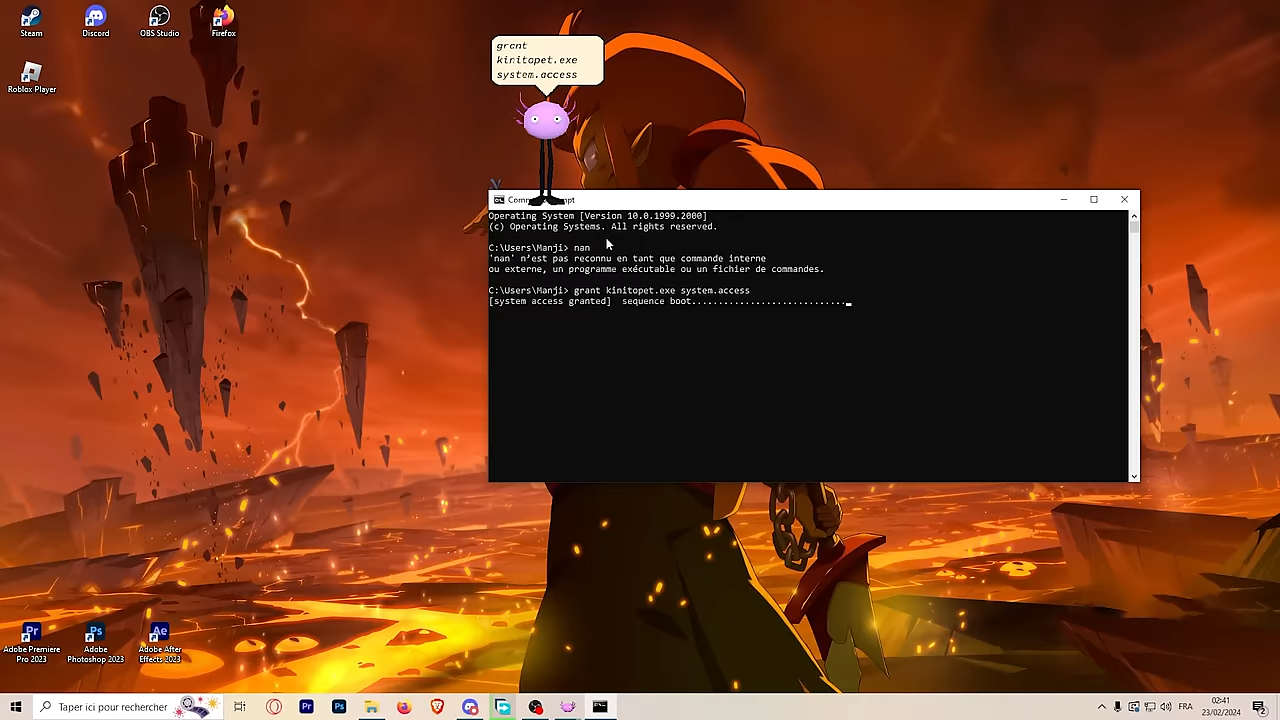 Steam
Discord
OBS Studio
Firefox
Roblox Player
grant
kinitopet.exe
system.access
Operating System [Version 10.0.1999.2000]
(c) Operating Systems. All rights reserved.
C:\Users\Manji> nan
'nan' n'est pas reconnu en tant que commande interne
ou externe, un programme exécutable ou un fichier de commandes.
C:\Users\Manji> grant kinitopet.exe system.access
[system access granted]  sequence boot.............................
Adobe Premiere
Pro 2023
Adobe
Photoshop 2023
Adobe After
Effects 2023
Taper ici pour rechercher
FRA
02:41
23/02/2024